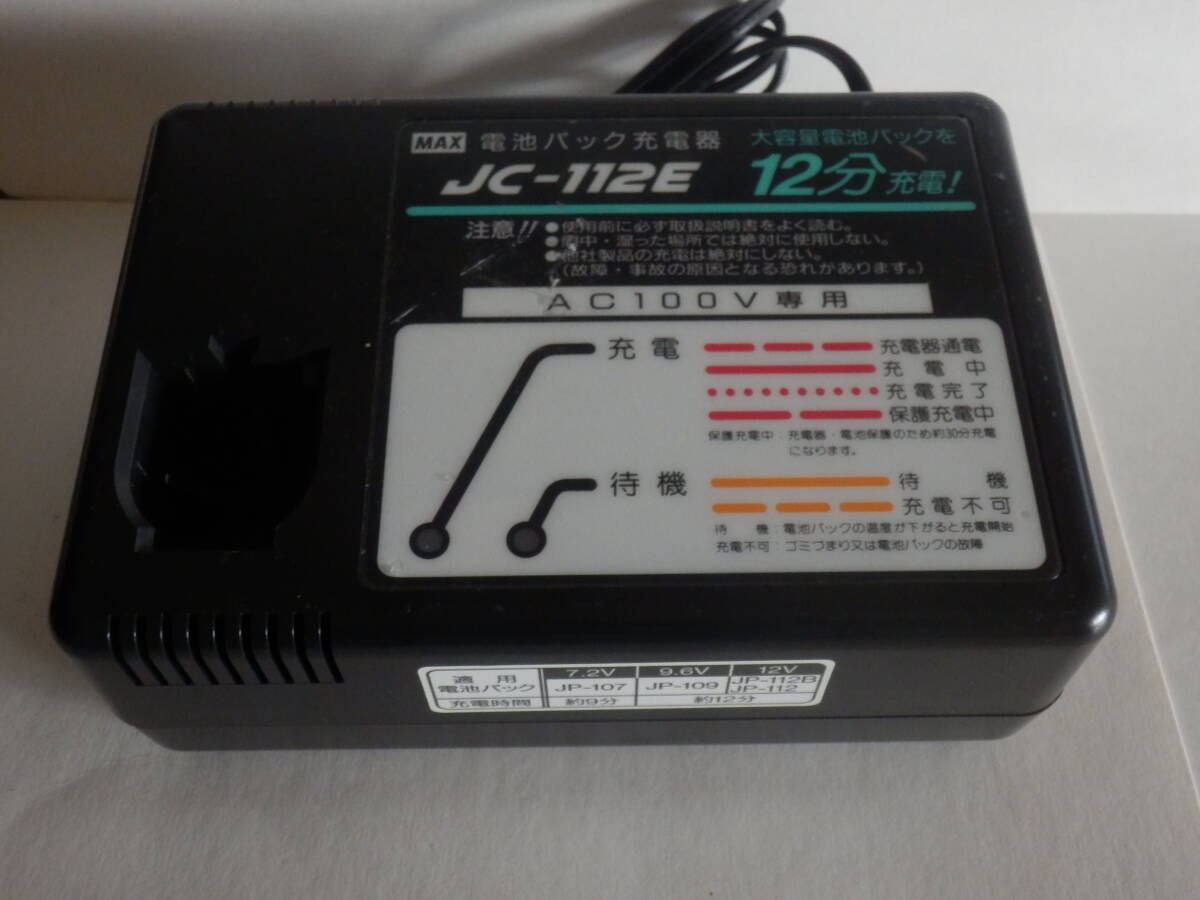 MAX 電池パック充電器
JC-112E
大容量電池パックを
12分充電!
注意!! ●使用前に必ず取扱説明書をよく読む。
●雨中・湿った場所では絶対に使用しない。
●他社製品の充電は絶対にしない。
(故障・事故の原因となる恐れがあります。)
AC100V専用
充電
充電器通電
充電中
充電完了
保護充電中
保護充電中:充電器・電池保護のため約30分充電
になります。
待機
待機
充電不可
待機:電池パックの温度が下がると充電開始
充電不可:ゴミづまり又は電池パックの故障
適用
電池パック
7.2V 9.6V 12V
JP-107 JP-109 JP-112B
JP-112
充電時間 約9分 約12分